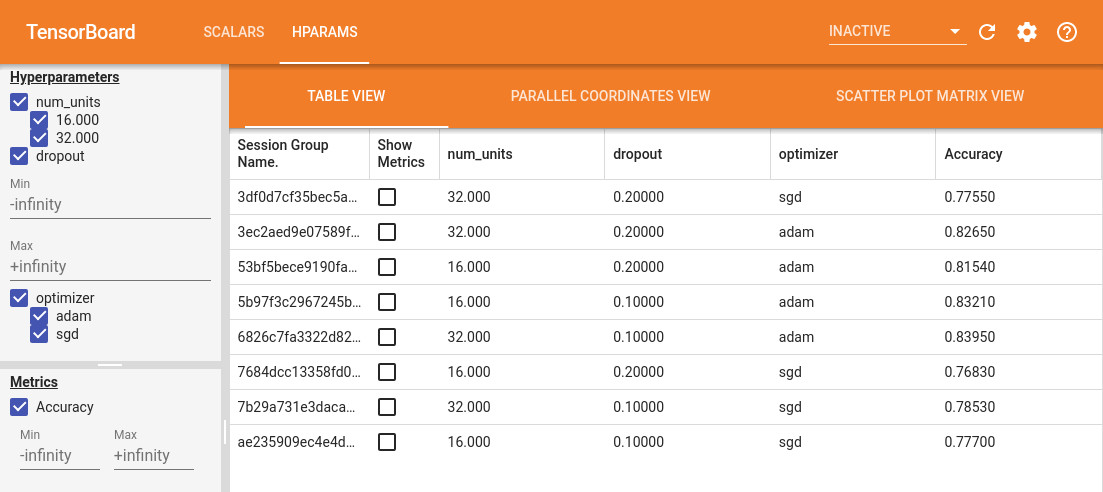 TensorBoard SCALARS HPARAMS INACTIVE
Hyperparameters
num_units
16.000
32.000
dropout
Min
-infinity
Max
+infinity
optimizer
adam
sgd
Metrics
Accuracy
Min Max
-infinity +infinity
TABLE VIEW PARALLEL COORDINATES VIEW SCATTER PLOT MATRIX VIEW
Session Group Name. Show Metrics num_units dropout optimizer Accuracy
3df0d7cf35bec5a... 32.000 0.20000 sgd 0.77550
3ec2aed9e07589f... 32.000 0.20000 adam 0.82650
53bf5bece9190fa... 16.000 0.20000 adam 0.81540
5b97f3c2967245b... 16.000 0.10000 adam 0.83210
6826c7fa3322d82... 32.000 0.10000 adam 0.83950
7684dcc13358fd0... 16.000 0.20000 sgd 0.76830
7b29a731e3daca... 32.000 0.10000 sgd 0.78530
ae235909ec4e4d... 16.000 0.10000 sgd 0.77700